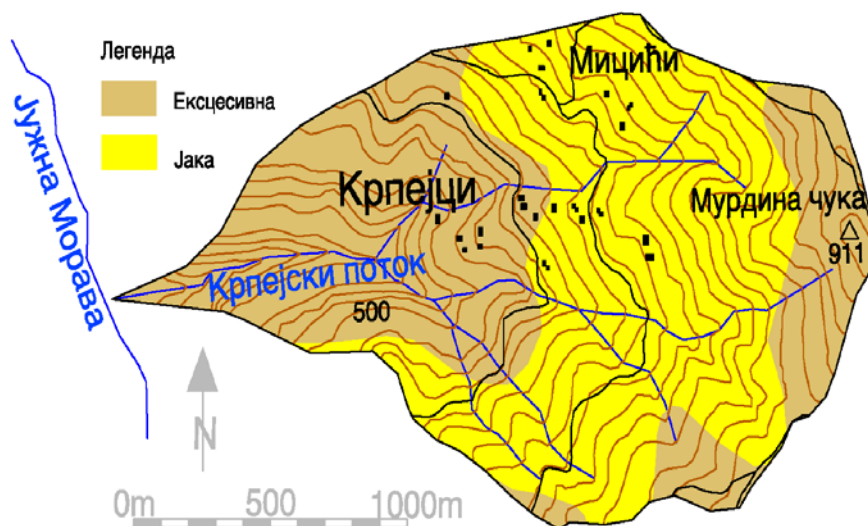 Легенда
Ексцесивна
Јака
Јужна Морава
Мицићи
Крпејци
Мурдина чука
911
Крпејски поток
500
N
0m 500 1000m